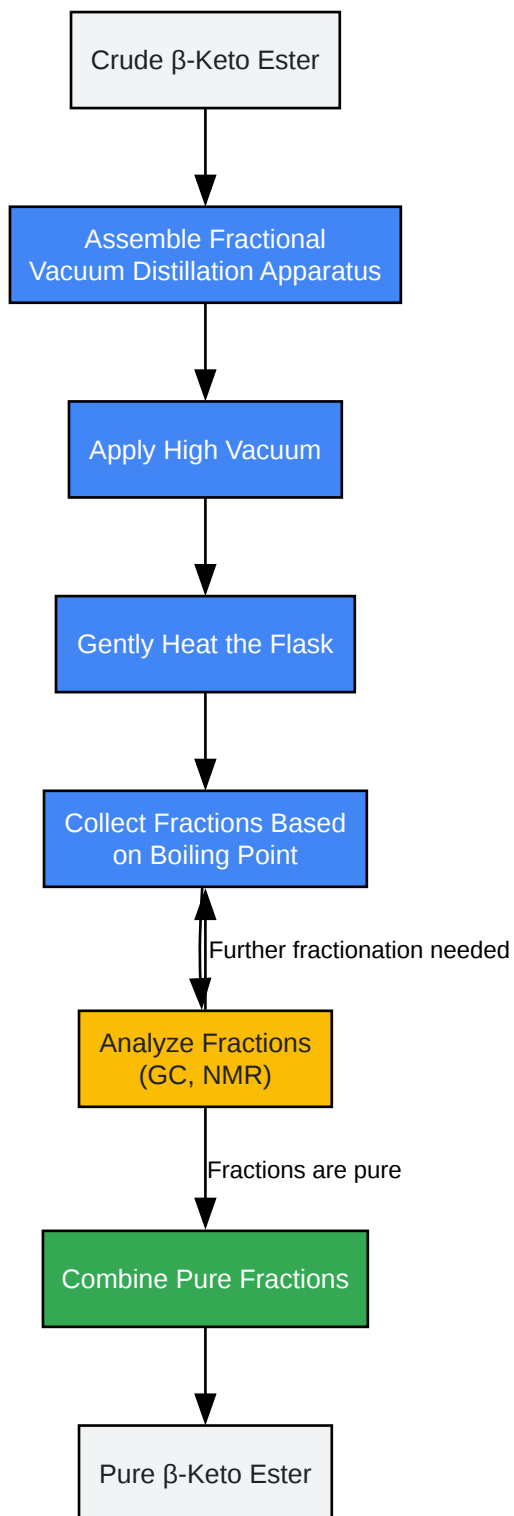 Crude β-Keto Ester
Assemble Fractional
Vacuum Distillation Apparatus
Apply High Vacuum
Gently Heat the Flask
Collect Fractions Based
on Boiling Point
Further fractionation needed
Analyze Fractions
(GC, NMR)
Fractions are pure
Combine Pure Fractions
Pure β-Keto Ester